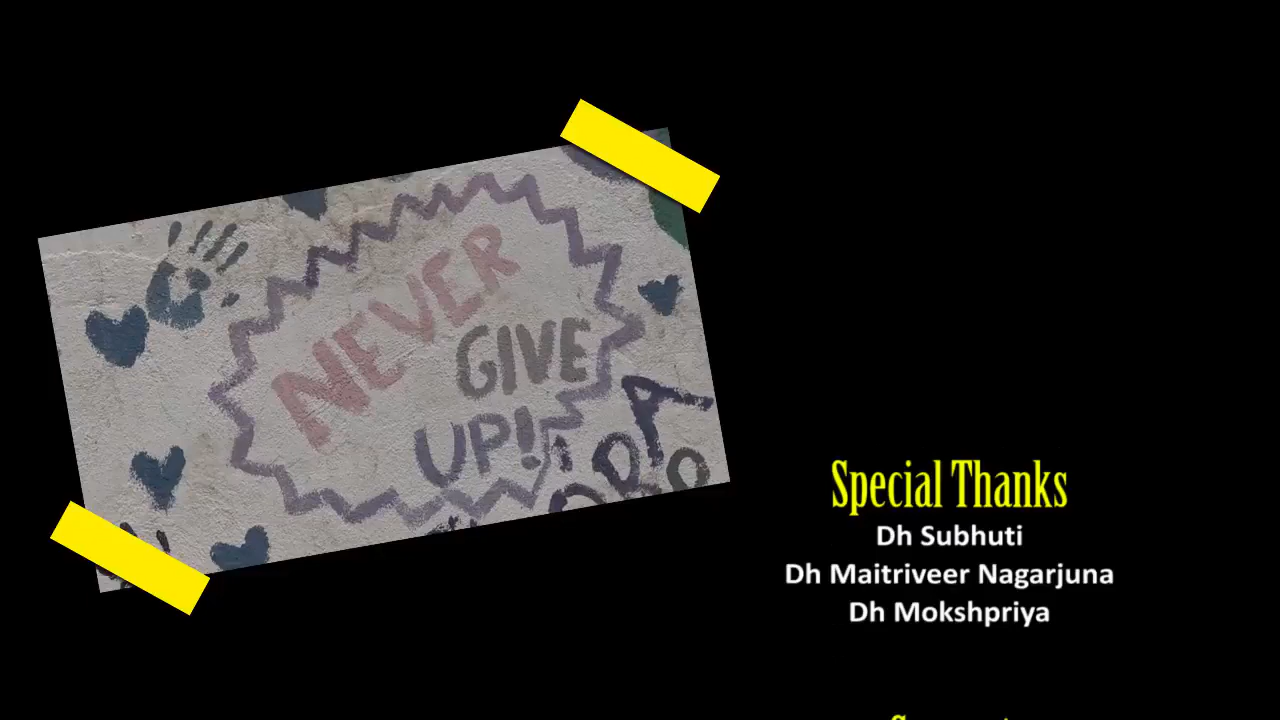 NEVER
GIVE
UP!
Special Thanks
Dh Subhuti
Dh Maitriveer Nagarjuna
Dh Mokshpriya